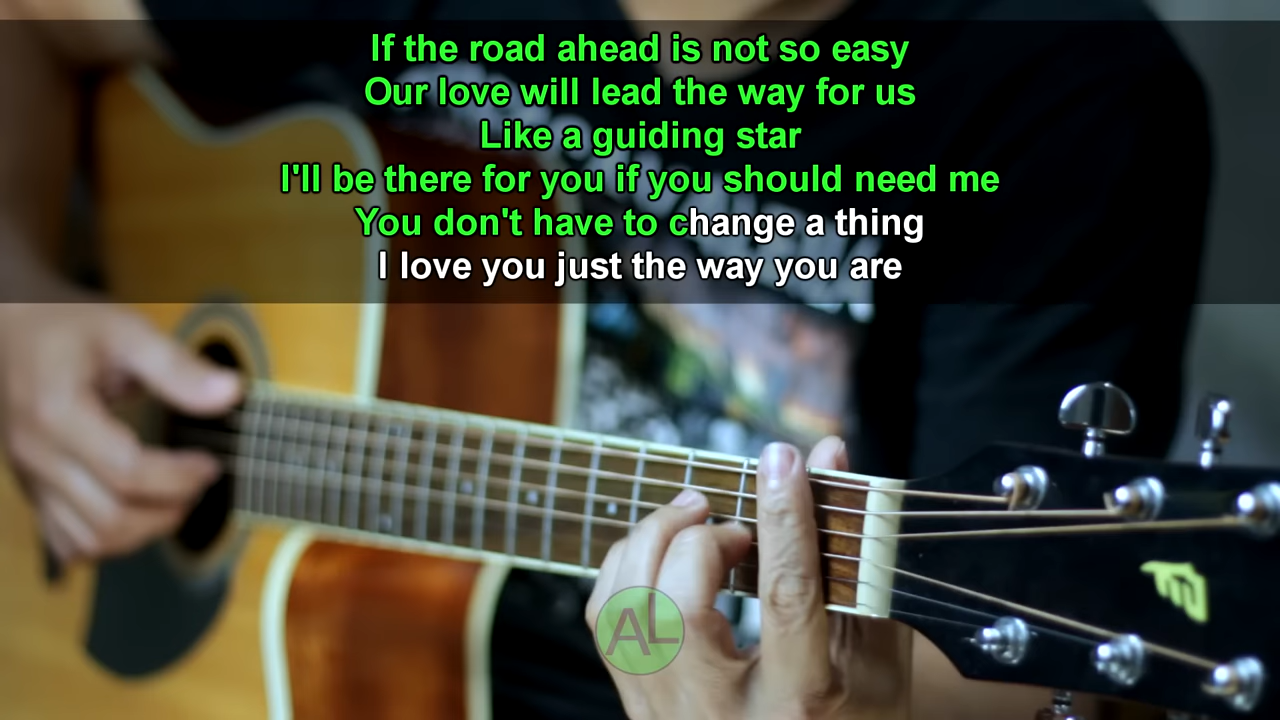 If the road ahead is not so easy
Our love will lead the way for us
Like a guiding star
I'll be there for you if you should need me
You don't have to change a thing
I love you just the way you are
AL